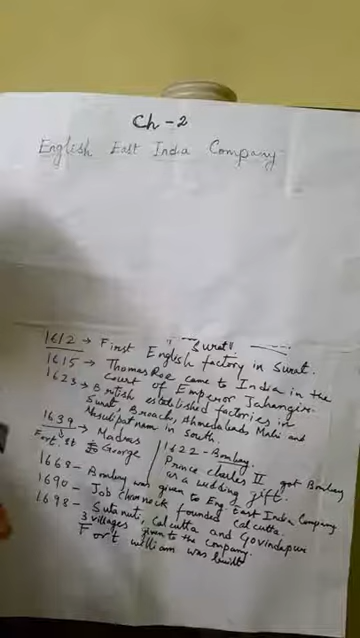 Ch - 2
English East India Company
"Surat"
1612 → First English factory in Surat.
1615 → Thomas Roe came to India in the
court of Emperor Jahangir.
1623 → British established factories in
Surat, Broach, Ahmedabad, and
Masulipatnam in South.
1639 → Madras
Fort St George
1622 - Bombay
Prince Charles II got Bombay
as a wedding gift.
1668 - Bombay was given to Eng. East India Company
1690 - Job Charnock founded Calcutta.
1698 - Sutanuti, Calcutta and Govindapur
3 villages given to the company.
Fort William was built